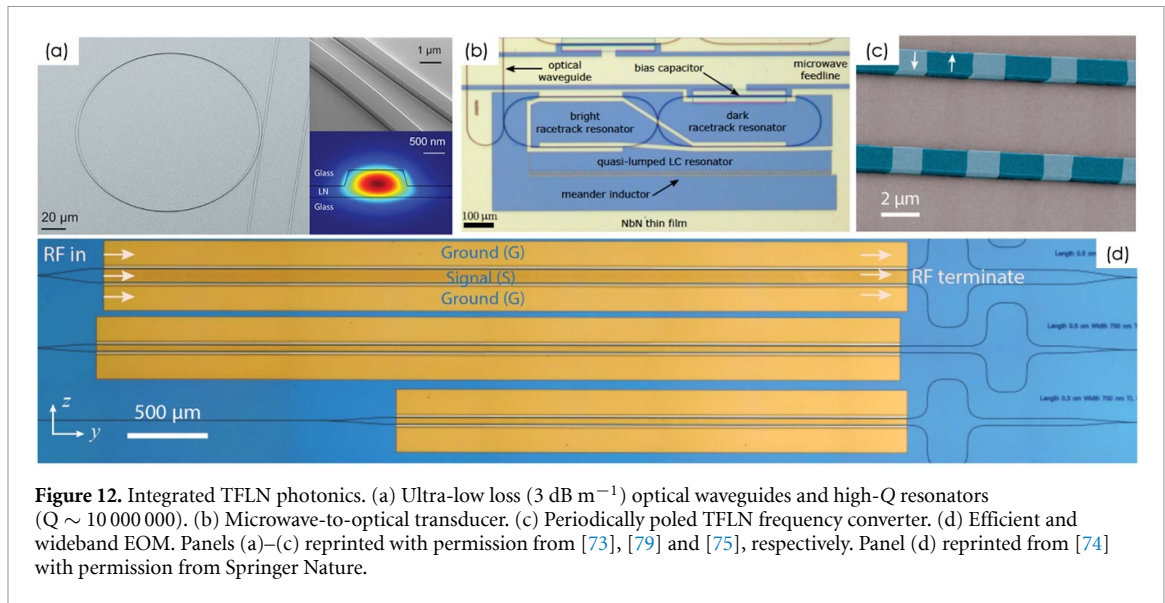 (a)
1 µm
500 nm
Glass
LN
Glass
20 µm
(b)
optical
waveguide
bias capacitor
microwave
feedline
bright
racetrack resonator
dark
racetrack resonator
quasi-lumped LC resonator
meander inductor
100 µm
NbN thin film
(c)
2 µm
(d)
RF in
Ground (G)
Signal (S)
Ground (G)
RF terminate
500 µm
z
y
Figure 12. Integrated TFLN photonics. (a) Ultra-low loss (3 dB m⁻¹) optical waveguides and high-Q resonators
(Q ∼ 10 000 000). (b) Microwave-to-optical transducer. (c) Periodically poled TFLN frequency converter. (d) Efficient and
wideband EOM. Panels (a)–(c) reprinted with permission from [73], [79] and [75], respectively. Panel (d) reprinted from [74]
with permission from Springer Nature.